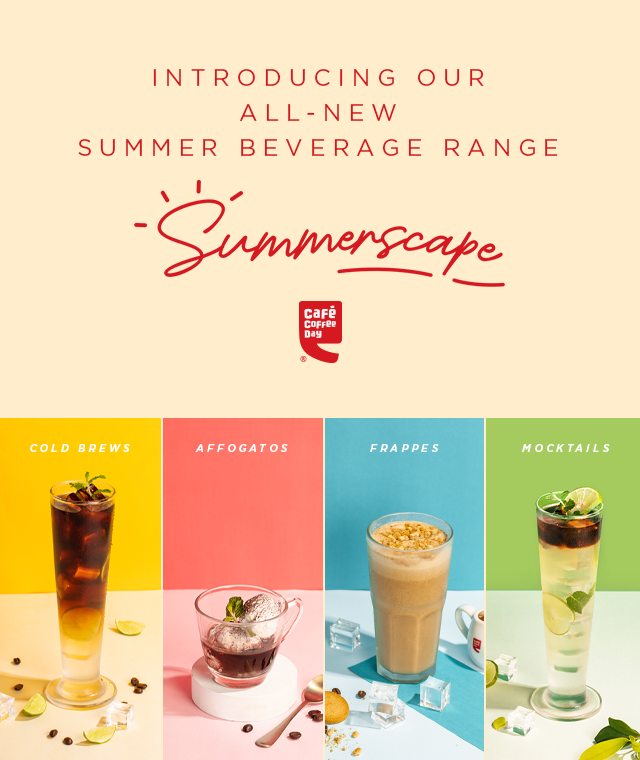 INTRODUCING OUR
ALL-NEW
SUMMER BEVERAGE RANGE
Summerscape
Café
Coffee
Day
®
COLD BREWS
AFFOGATOS
FRAPPES
MOCKTAILS